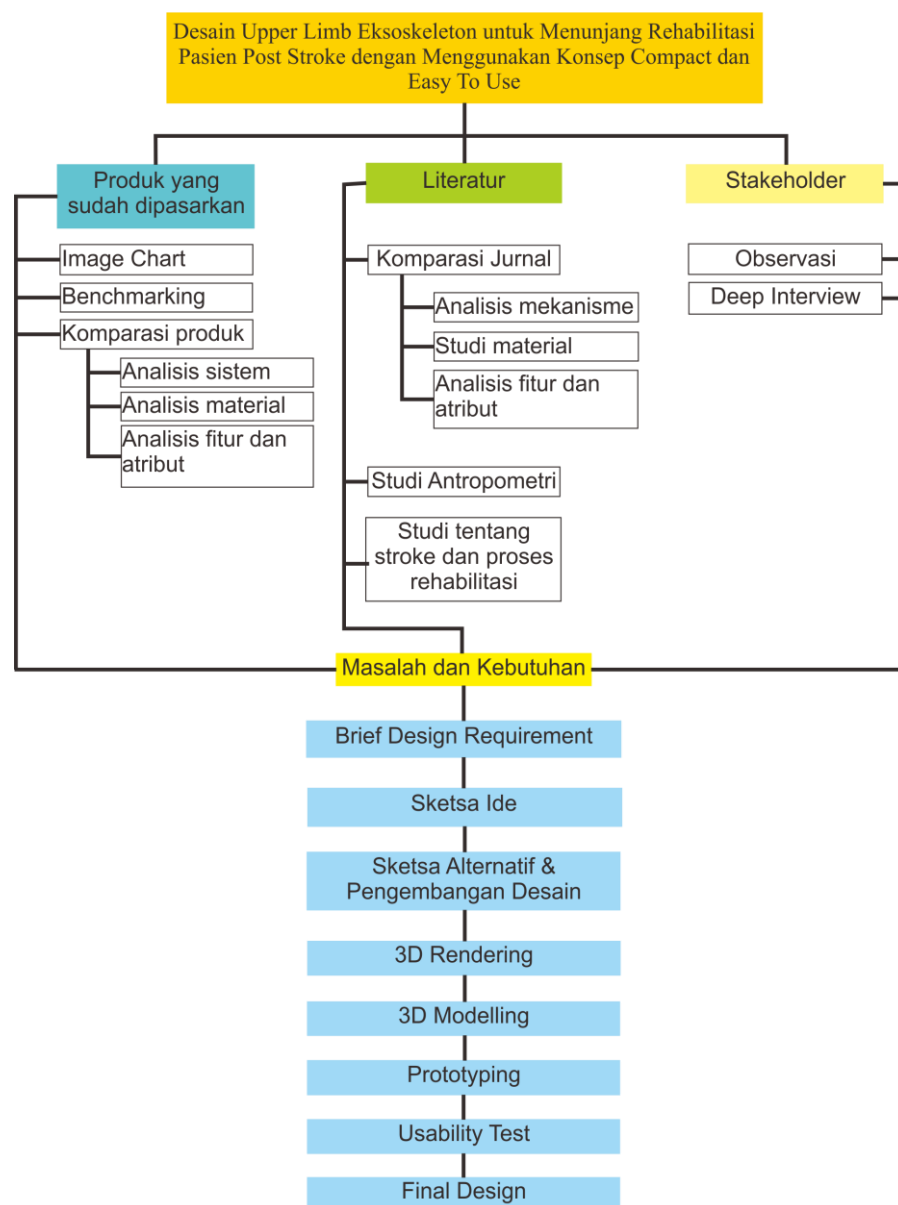 Desain Upper Limb Eksoskeleton untuk Menunjang Rehabilitasi
Pasien Post Stroke dengan Menggunakan Konsep Compact dan
Easy To Use
Produk yang
sudah dipasarkan
Image Chart
Benchmarking
Komparasi produk
Analisis sistem
Analisis material
Analisis fitur dan
atribut
Literatur
Komparasi Jurnal
Analisis mekanisme
Studi material
Analisis fitur dan
atribut
Studi Antropometri
Studi tentang
stroke dan proses
rehabilitasi
Stakeholder
Observasi
Deep Interview
Masalah dan Kebutuhan
Brief Design Requirement
Sketsa Ide
Sketsa Alternatif &
Pengembangan Desain
3D Rendering
3D Modelling
Prototyping
Usability Test
Final Design